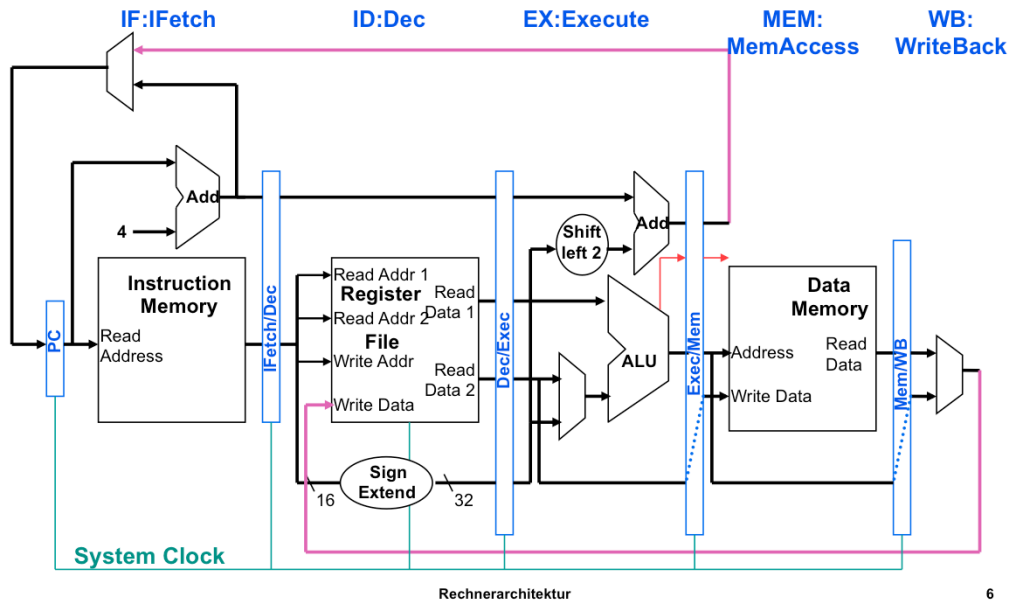 IF:IFetch
ID:Dec
EX:Execute
MEM:
MemAccess
WB:
WriteBack
Add
4
Add
Shift
left 2
Instruction
Memory
Read
Address
PC
IFetch/Dec
Read Addr 1
Register
Read
Data 1
Read Addr 2
File
Write Addr
Read
Data 2
Write Data
Sign
Extend
16
32
Dec/Exec
ALU
Exec/Mem
Data
Memory
Address
Read
Data
Write Data
Mem/WB
System Clock
Rechnerarchitektur
6